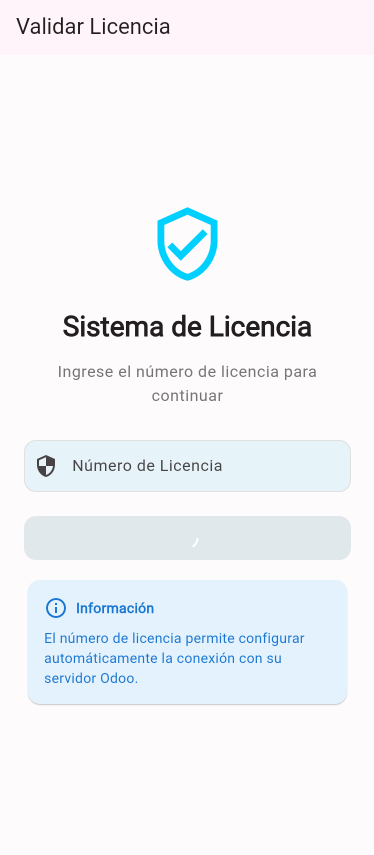 Validar Licencia
Sistema de Licencia
Ingrese el número de licencia para
continuar
Número de Licencia
Información
El número de licencia permite configurar
automáticamente la conexión con su
servidor Odoo.